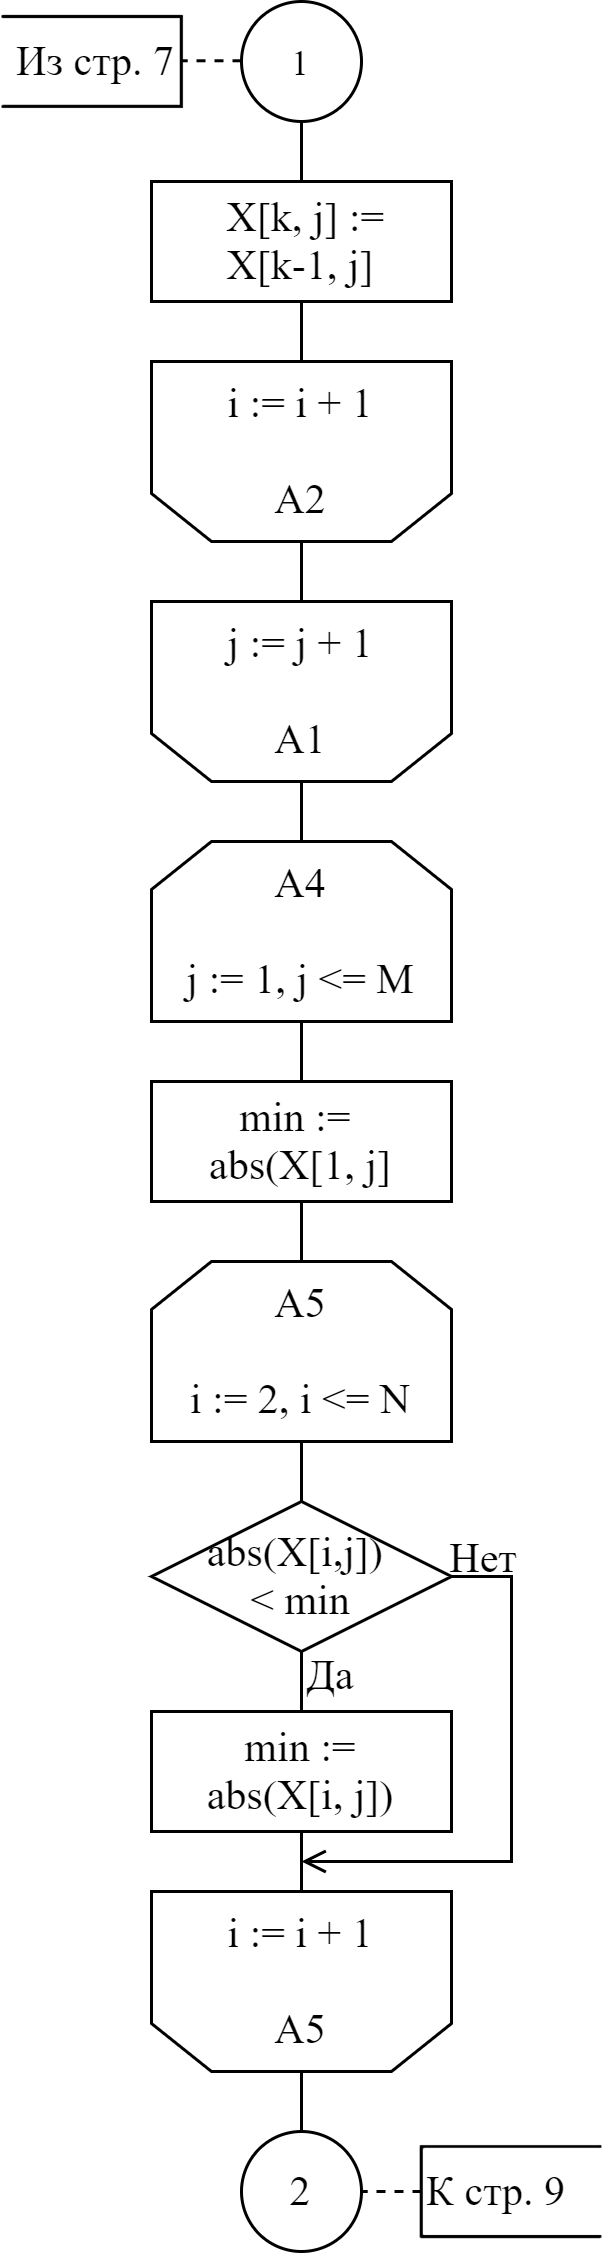 Из стр. 7
1
X[k, j] :=
X[k-1, j]
i := i + 1
A2
j := j + 1
A1
A4
j := 1, j <= M
min :=
abs(X[1, j]
A5
i := 2, i <= N
abs(X[i,j])
< min
Нет
Да
min :=
abs(X[i, j])
i := i + 1
A5
2
К стр. 9